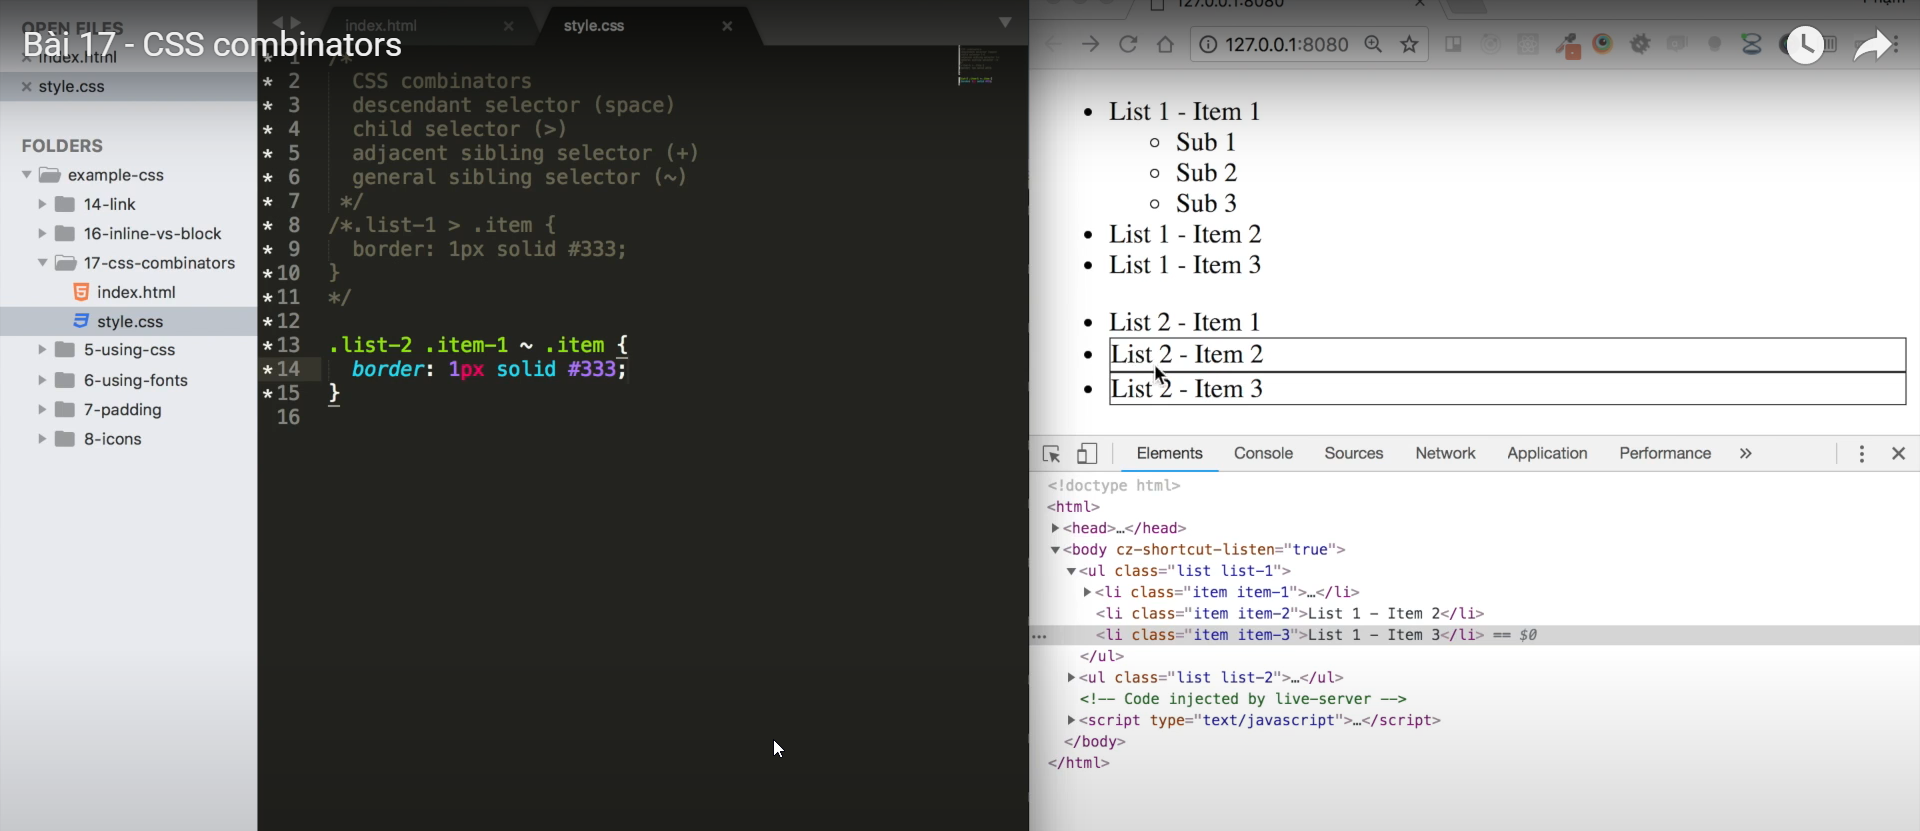 Bài 17 - CSS combinators
OPEN FILES
index.html
style.css
FOLDERS
example-css
14-link
16-inline-vs-block
17-css-combinators
index.html
style.css
5-using-css
6-using-fonts
7-padding
8-icons
index.html
style.css
* 1 /*
* 2 CSS combinators
* 3 descendant selector (space)
* 4 child selector (>)
* 5 adjacent sibling selector (+)
* 6 general sibling selector (~)
* 7 */
* 8 /*.list-1 > .item {
* 9 border: 1px solid #333;
*10 }
*11 */
*12
*13 .list-2 .item-1 ~ .item {
*14 border: 1px solid #333;
*15 }
16
127.0.0.1:8080
127.0.0.1:8080
List 1 - Item 1
Sub 1
Sub 2
Sub 3
List 1 - Item 2
List 1 - Item 3
List 2 - Item 1
List 2 - Item 2
List 2 - Item 3
Elements Console Sources Network Application Performance »
<!doctype html>
<html>
<head>…</head>
<body cz-shortcut-listen="true">
<ul class="list list-1">
<li class="item item-1">…</li>
<li class="item item-2">List 1 - Item 2</li>
<li class="item item-3">List 1 - Item 3</li> == $0
</ul>
<ul class="list list-2">…</ul>
<!-- Code injected by live-server -->
<script type="text/javascript">…</script>
</body>
</html>